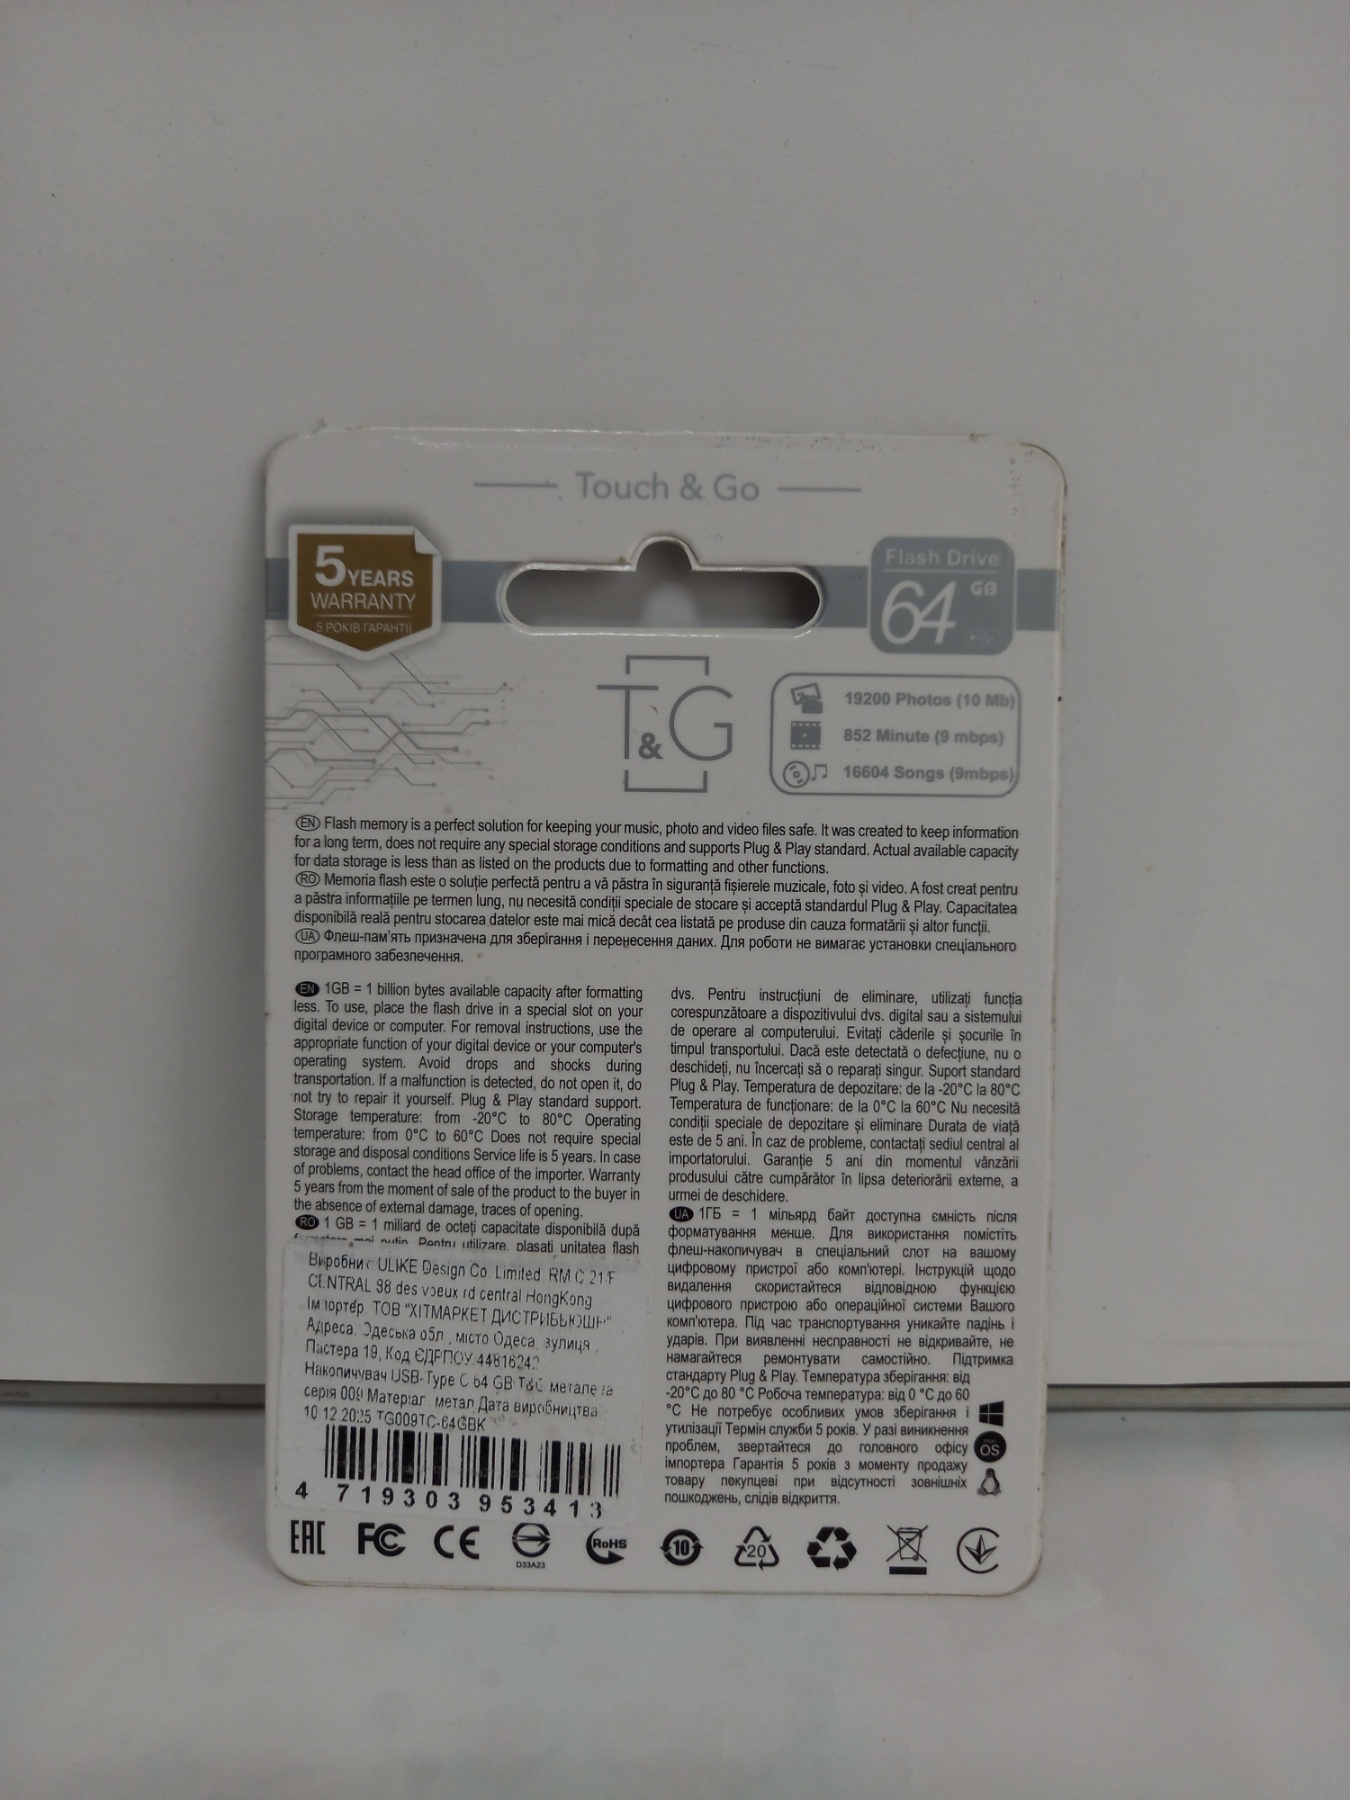 Touch & Go
5 YEARS
WARRANTY
5 РОКІВ ГАРАНТІЇ
Flash Drive
64 GB
T&G
19200 Photos (10 Mb)
852 Minute (9 mbps)
16604 Songs (9mbps)
EN Flash memory is a perfect solution for keeping your music, photo and video files safe. It was created to keep information
for a long term, does not require any special storage conditions and supports Plug & Play standard. Actual available capacity
for data storage is less than as listed on the products due to formatting and other functions.
RO Memoria flash este o soluție perfectă pentru a vă păstra în siguranță fișierele muzicale, foto și video. A fost creat pentru
a păstra informațiile pe termen lung, nu necesită condiții speciale de stocare și acceptă standardul Plug & Play. Capacitatea
disponibilă reală pentru stocarea datelor este mai mică decât cea listată pe produse din cauza formatării și altor funcții.
UA Флеш-пам'ять призначена для зберігання і перенесення даних. Для роботи не вимагає установки спеціального
програмного забезпечення.
EN 1GB = 1 billion bytes available capacity after formatting
less. To use, place the flash drive in a special slot on your
digital device or computer. For removal instructions, use the
appropriate function of your digital device or your computer's
operating system. Avoid drops and shocks during
transportation. If a malfunction is detected, do not open it, do
not try to repair it yourself. Plug & Play standard support.
Storage temperature: from -20°C to 80°C Operating
temperature: from 0°C to 60°C Does not require special
storage and disposal conditions Service life is 5 years. In case
of problems, contact the head office of the importer. Warranty
5 years from the moment of sale of the product to the buyer in
the absence of external damage, traces of opening.
RO 1 GB = 1 miliard de octeți capacitate disponibilă după
mai puțin. Pentru utilizare, plasați unitatea flash
Виробник ULIKE Design Co. Limited RM C 21/F
CENTRAL 88 des voeux rd central HongKong
Імпортер ТОВ "ХІТМАРКЕТ ДИСТРИБЬЮШН"
Адреса: Одеська обл., місто Одеса, вулиця
Пастера 19, Код ЄДРПОУ 44816242
Накопичувач USB-Type C 64 GB T&G металева
серія 009 Матеріал метал Дата виробництва
10.12.2025 TG009TC-64GBK
4 719303 953413
dvs. Pentru instrucțiuni de eliminare, utilizați funcția
corespunzătoare a dispozitivului dvs. digital sau a sistemului
de operare al computerului. Evitați căderile și șocurile în
timpul transportului. Dacă este detectată o defecțiune, nu o
deschideți, nu încercați să o reparați singur. Suport standard
Plug & Play. Temperatura de depozitare: de la -20°C la 80°C
Temperatura de funcționare: de la 0°C la 60°C Nu necesită
condiții speciale de depozitare și eliminare Durata de viață
este de 5 ani. În caz de probleme, contactați sediul central al
importatorului. Garanție 5 ani din momentul vânzării
produsului către cumpărător în lipsa deteriorării externe, a
urmei de deschidere.
UA 1ГБ = 1 мільярд байт доступна ємність після
форматування менше. Для використання помістіть
флеш-накопичувач в спеціальний слот на вашому
цифровому пристрої або комп'ютері. Інструкцій щодо
видалення скористайтеся відповідною функцією
цифрового пристрою або операційної системи Вашого
комп'ютера. Під час транспортування уникайте падінь і
ударів. При виявленні несправності не відкривайте, не
намагайтеся ремонтувати самостійно. Підтримка
стандарту Plug & Play. Температура зберігання: від
-20°C до 80 °C Робоча температура: від 0 °C до 60
°C Не потребує особливих умов зберігання і
утилізації Термін служби 5 років. У разі виникнення
проблем, звертайтеся до головного офісу
імпортера Гарантія 5 років з моменту продажу
товару покупцеві при відсутності зовнішніх
пошкоджень, слідів відкриття.
OS
EAC FC CE D33A23 RoHS 10 20